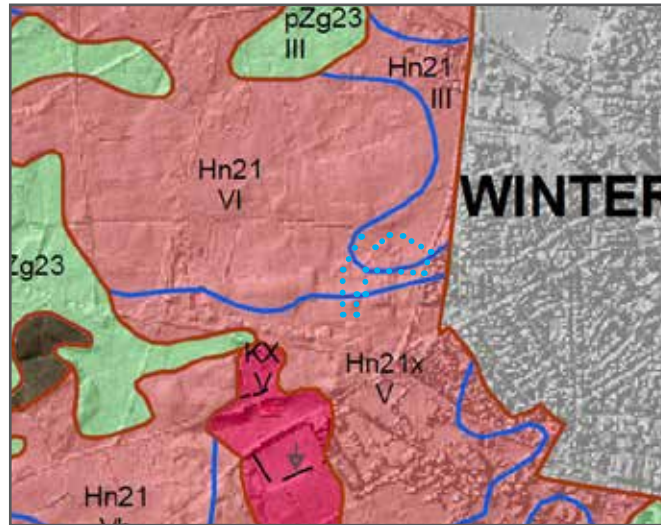 pZg23
III
Hn21
III
Hn21
VI
WINTER
Zg23
KX
V
Hn21x
V
Hn21